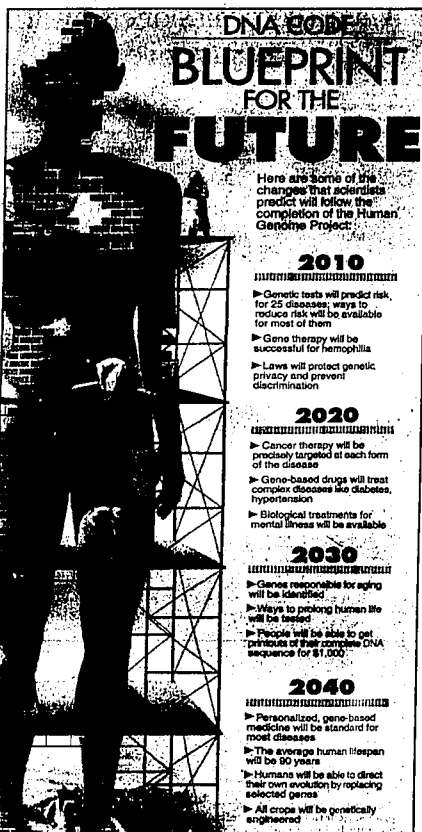 DNA CODE:
BLUEPRINT
FOR THE
FUTURE
Here are some of the
changes that scientists
predict will follow the
completion of the Human
Genome Project:
2010
►Genetic tests will predict risk,
for 25 diseases; ways to
reduce risk will be available
for most of them
►Gene therapy will be
successful for hemophilia
►Laws will protect genetic
privacy and prevent
discrimination
2020
►Cancer therapy will be
precisely targeted at each form
of the disease
►Gene-based drugs will treat
complex diseases like diabetes,
hypertension
►Biological treatments for
mental illness will be available
2030
►Genes responsible for aging
will be identified
►Ways to prolong human life
will be tested
►People will be able to get
printouts of their complete DNA
sequence for $1,000
2040
►Personalized, gene-based
medicine will be standard for
most diseases
►The average human lifespan
will be 90 years
►Humans will be able to direct
their own evolution by replacing
selected genes
►All crops will be genetically
engineered